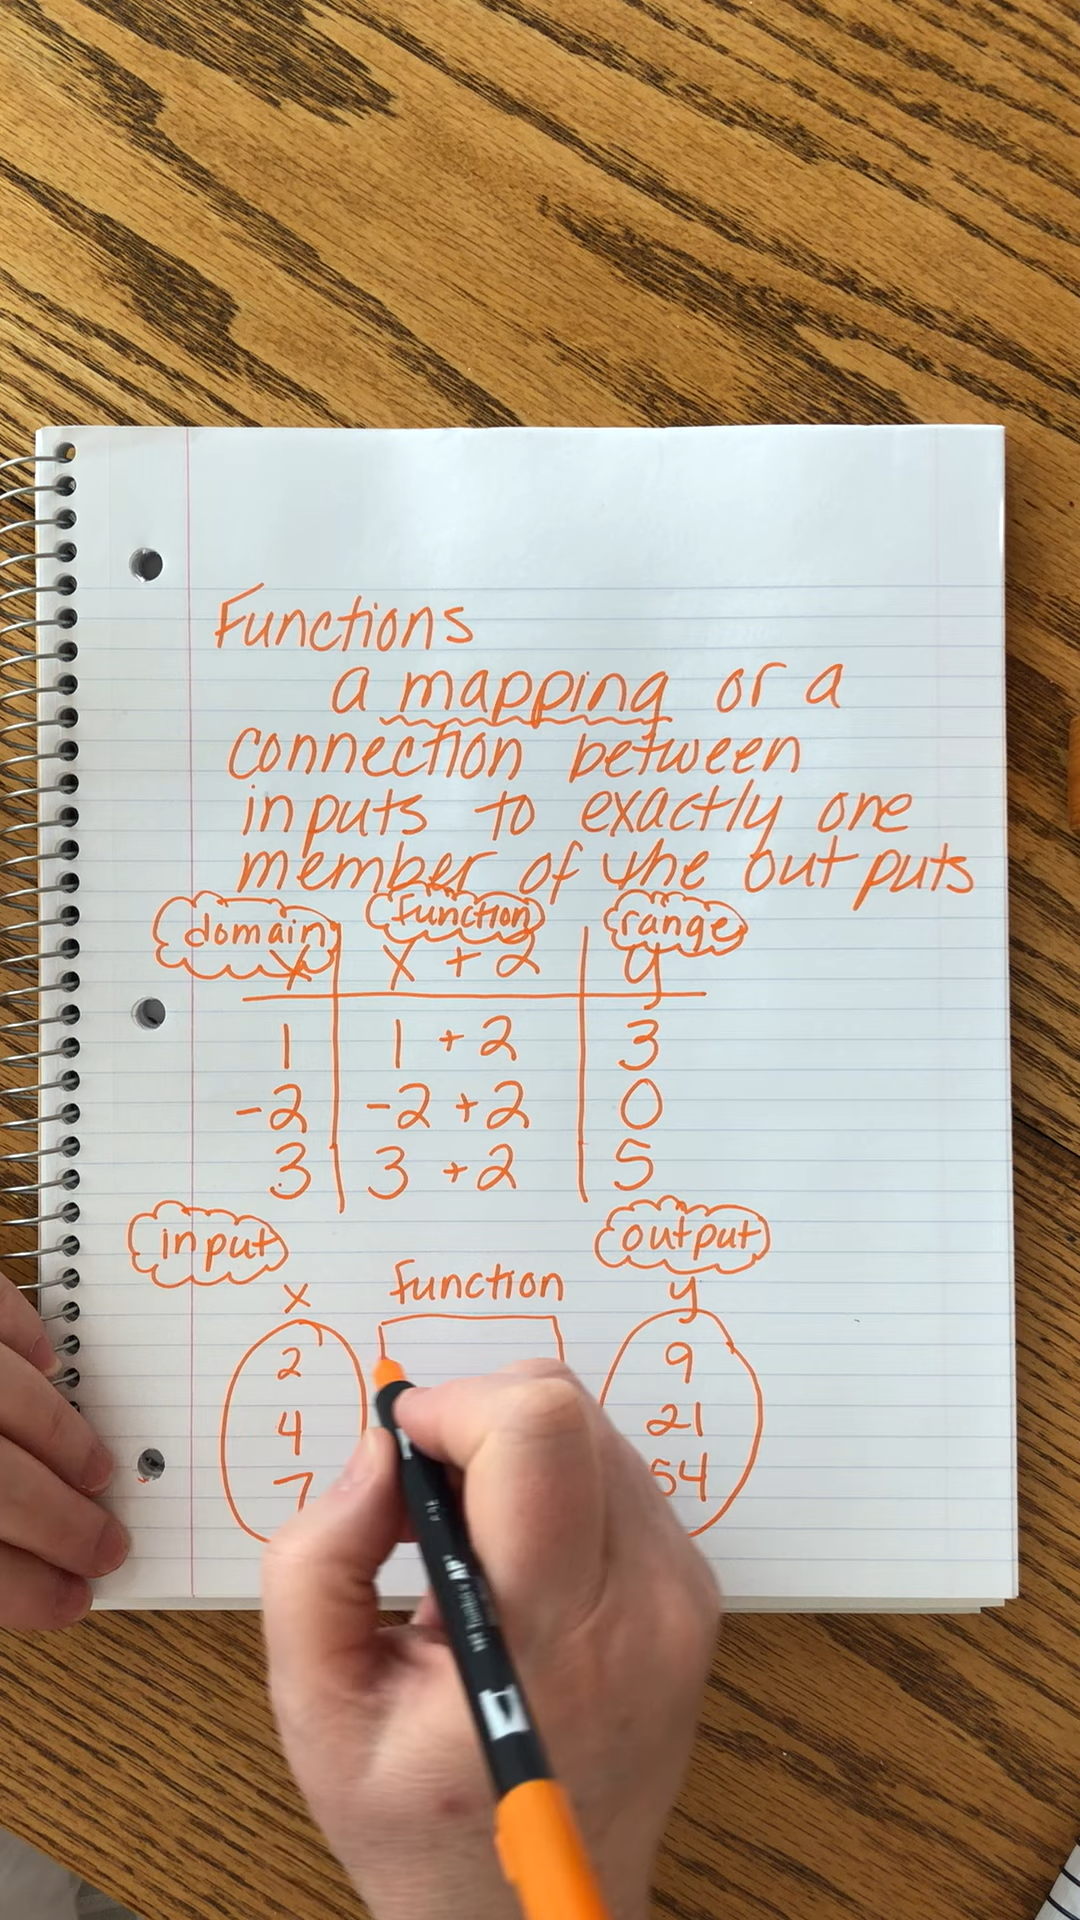 Functions
a mapping or a
connection between
inputs to exactly one
member of the outputs
domain function range
x x + 2 y
1 1 + 2 3
-2 -2 + 2 0
3 3 + 2 5
input output
x function y
2 9
4 21
7 54